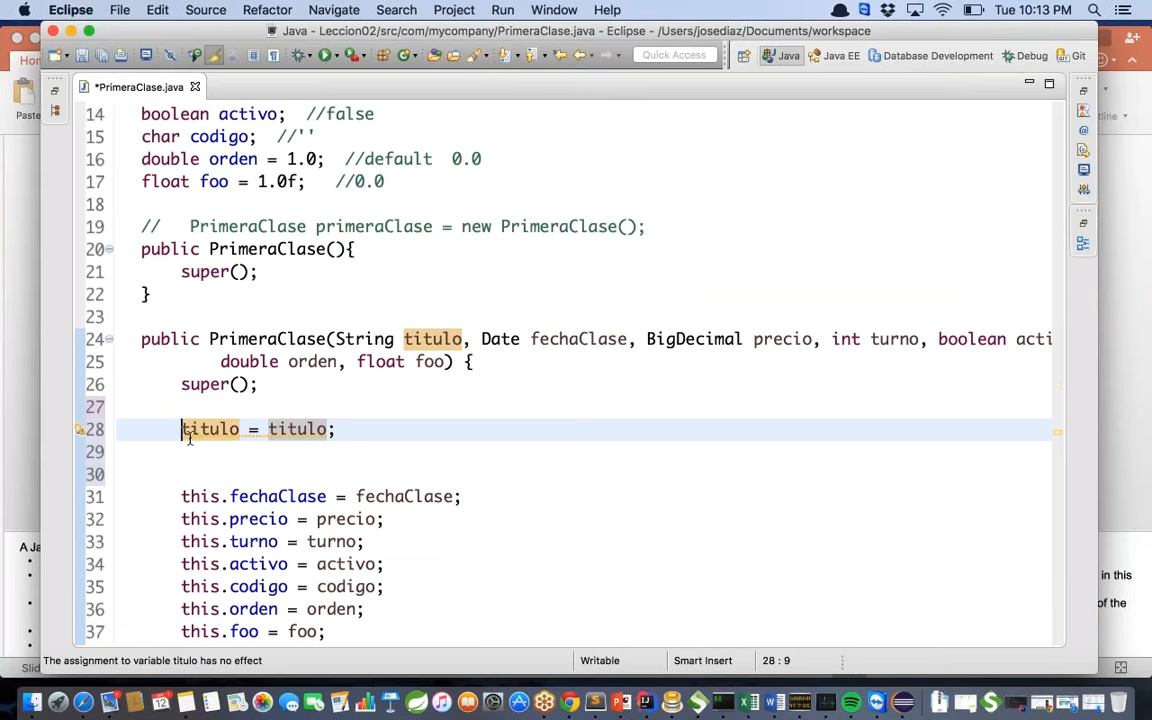 Eclipse File Edit Source Refactor Navigate Search Project Run Window Help Tue 10:13 PM
Java - Leccion02/src/com/mycompany/PrimeraClase.java - Eclipse - /Users/josediaz/Documents/workspace
Quick Access Java Java EE Database Development Debug Git
*PrimeraClase.java
Paste
14 boolean activo; //false
15 char codigo; //''
16 double orden = 1.0; //default 0.0
17 float foo = 1.0f; //0.0
18
19 // PrimeraClase primeraClase = new PrimeraClase();
20 public PrimeraClase(){
21 super();
22 }
23
24 public PrimeraClase(String titulo, Date fechaClase, BigDecimal precio, int turno, boolean acti
25 double orden, float foo) {
26 super();
27
28 titulo = titulo;
29
30
31 this.fechaClase = fechaClase;
32 this.precio = precio;
33 this.turno = turno;
34 this.activo = activo;
35 this.codigo = codigo;
36 this.orden = orden;
37 this.foo = foo;
A Ja
in this
of the
The assignment to variable titulo has no effect Writable Smart Insert 28 : 9
Slid